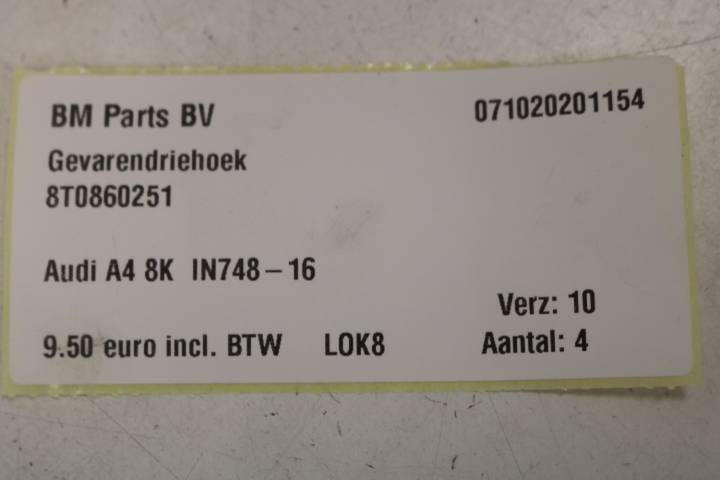 BM Parts BV 071020201154
Gevarendriehoek
8T0860251
Audi A4 8K IN748-16
Verz: 10
9.50 euro incl. BTW LOK8 Aantal: 4